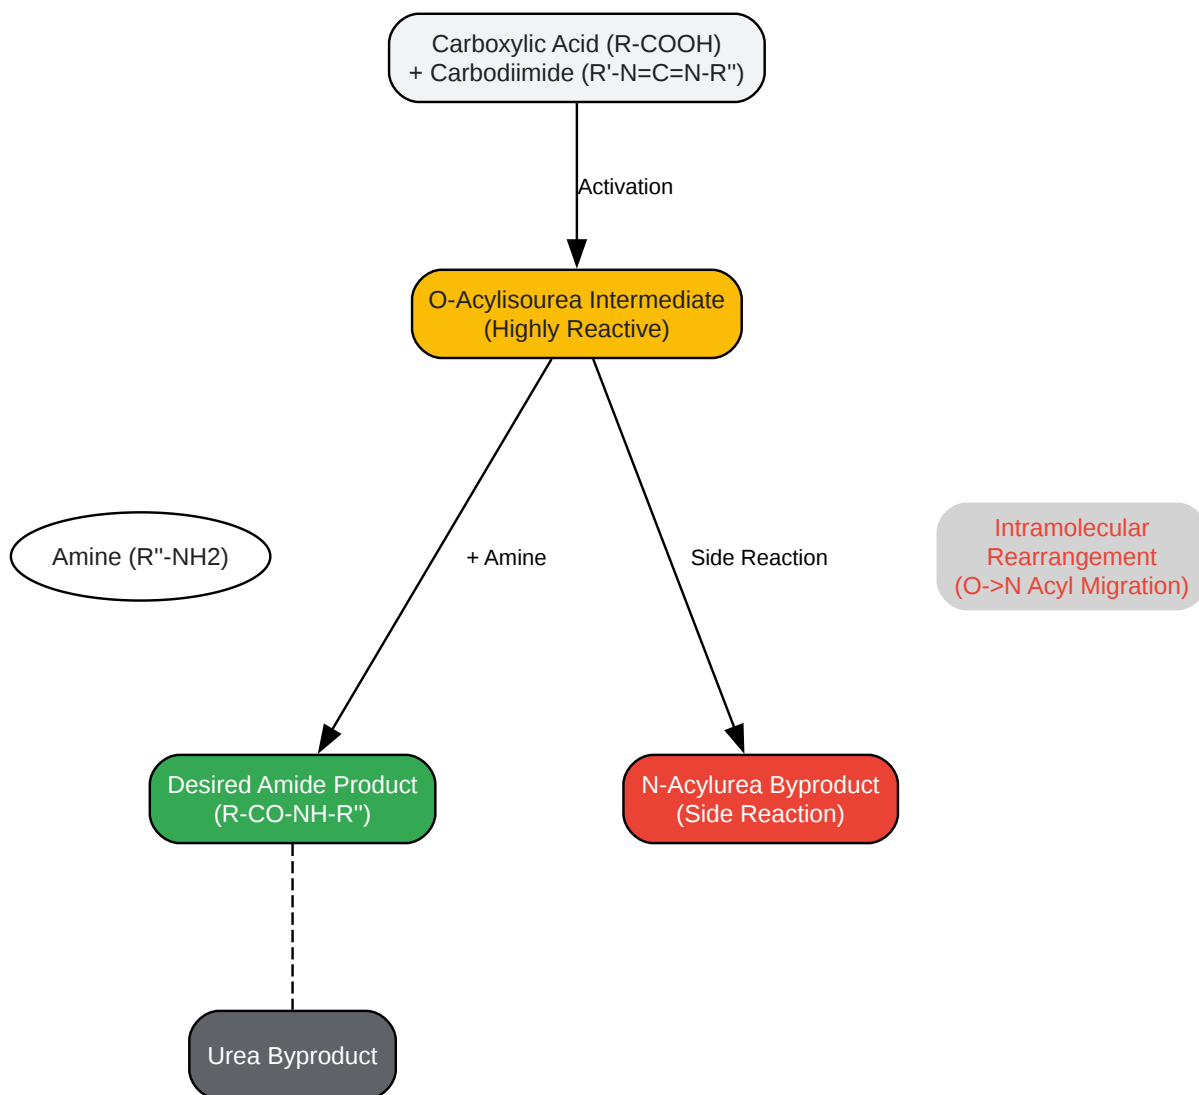 Carboxylic Acid (R-COOH)
+ Carbodiimide (R'-N=C=N-R'')
Activation
O-Acylisourea Intermediate
(Highly Reactive)
Amine (R''-NH2)
+ Amine
Side Reaction
Intramolecular
Rearrangement
(O->N Acyl Migration)
Desired Amide Product
(R-CO-NH-R'')
N-Acylurea Byproduct
(Side Reaction)
Urea Byproduct